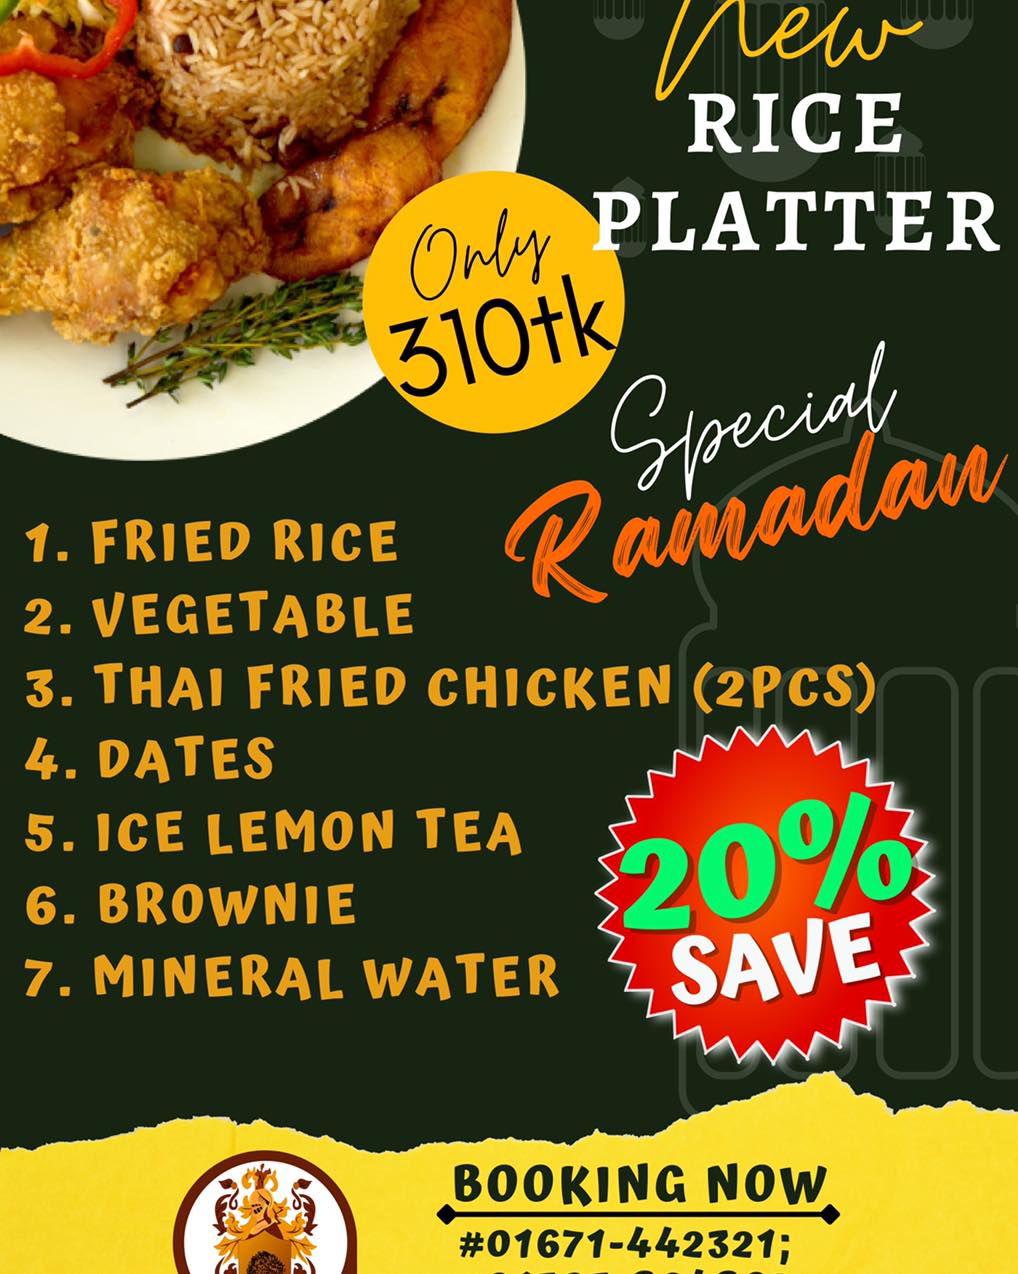 New
RICE
PLATTER
Only
310tk
Special
Ramadan
1. FRIED RICE
2. VEGETABLE
3. THAI FRIED CHICKEN (2PCS)
4. DATES
5. ICE LEMON TEA
6. BROWNIE
7. MINERAL WATER
20%
SAVE
BOOKING NOW
#01671-442321;